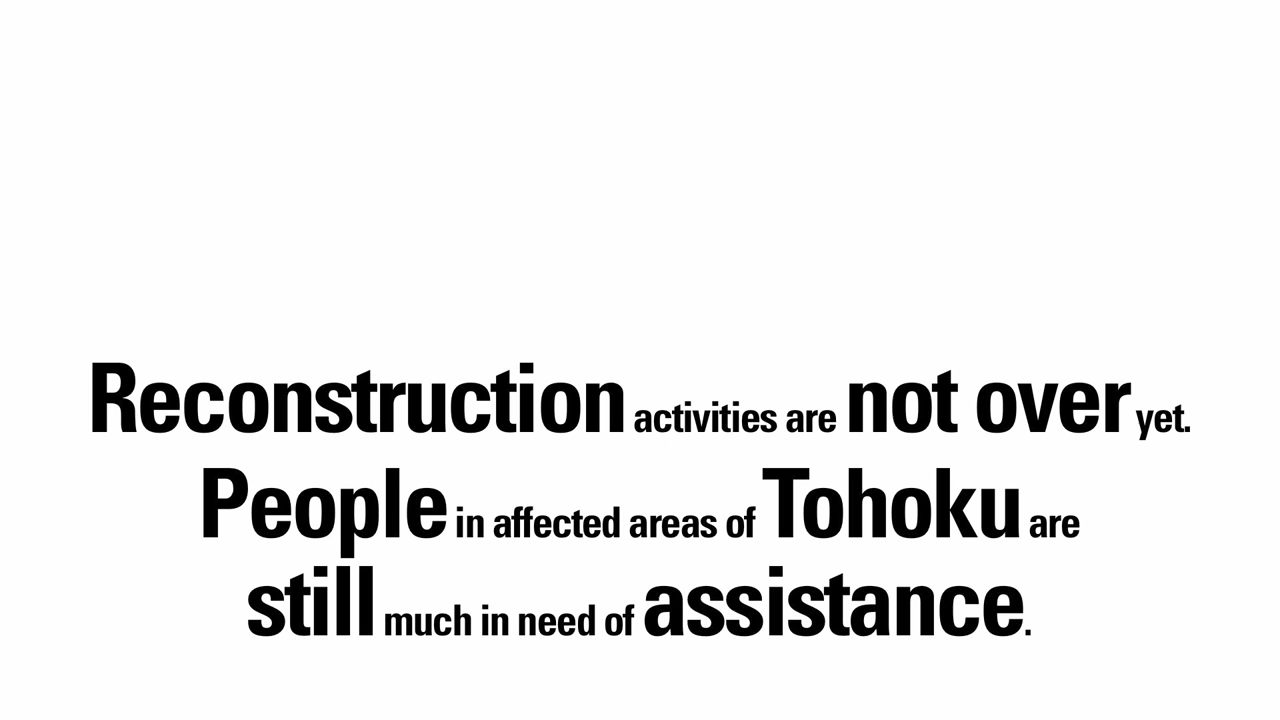 Reconstruction activities are not over yet.
People in affected areas of Tohoku are
still much in need of assistance.